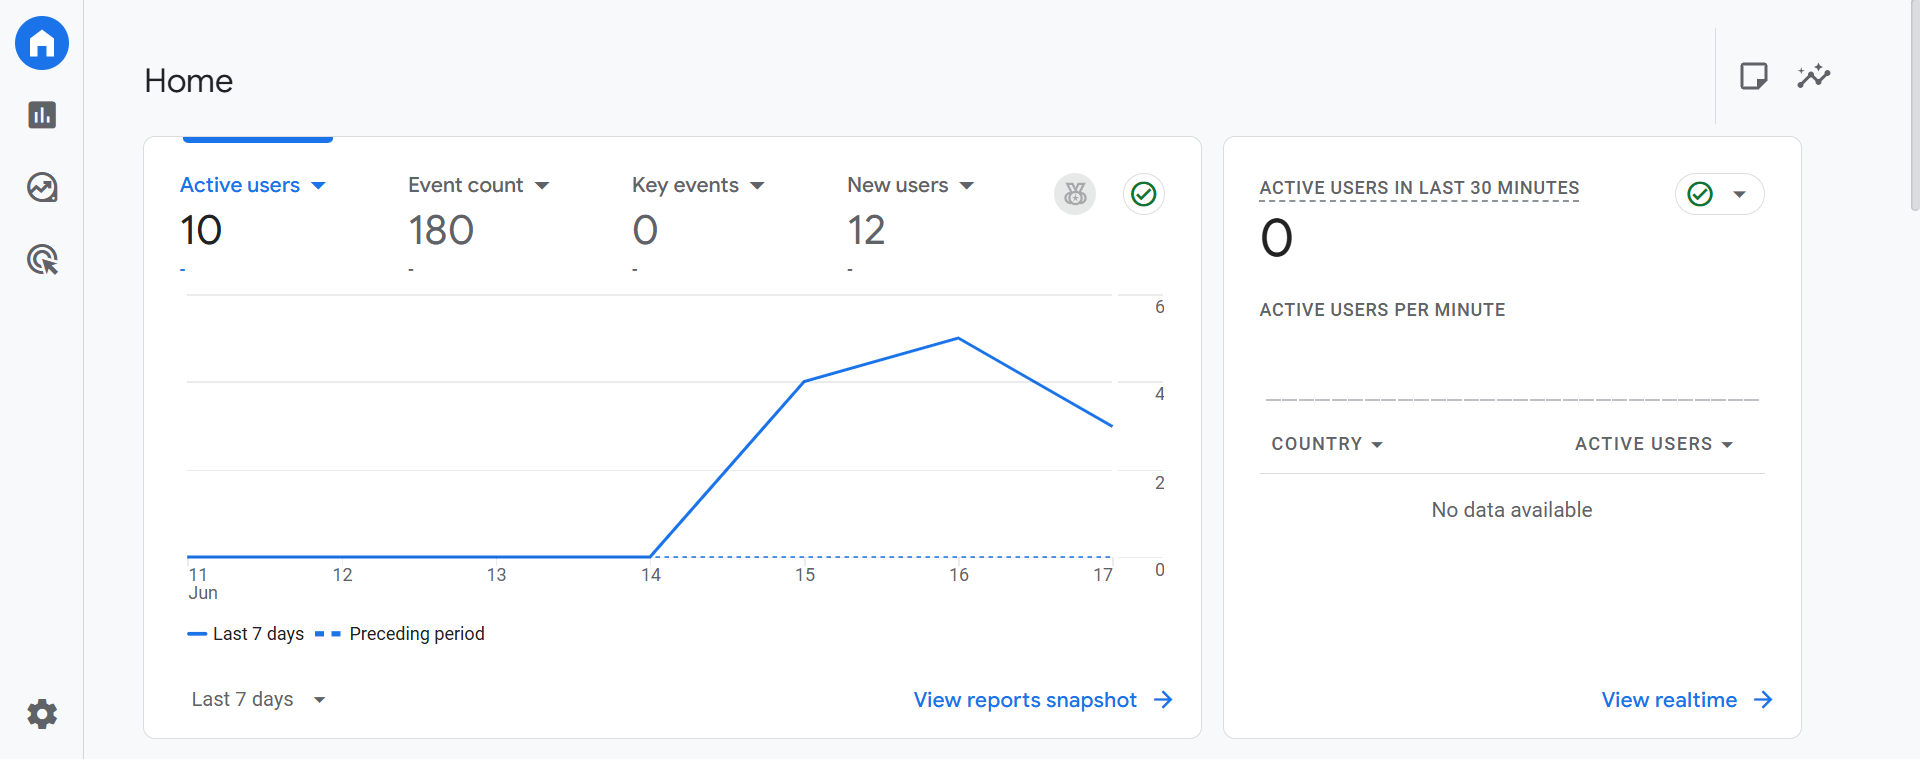 Home
Active users
10
-
Event count
180
-
Key events
0
-
New users
12
-
6
4
2
0
11
Jun
12
13
14
15
16
17
Last 7 days
Preceding period
Last 7 days
View reports snapshot
ACTIVE USERS IN LAST 30 MINUTES
0
ACTIVE USERS PER MINUTE
COUNTRY
ACTIVE USERS
No data available
View realtime